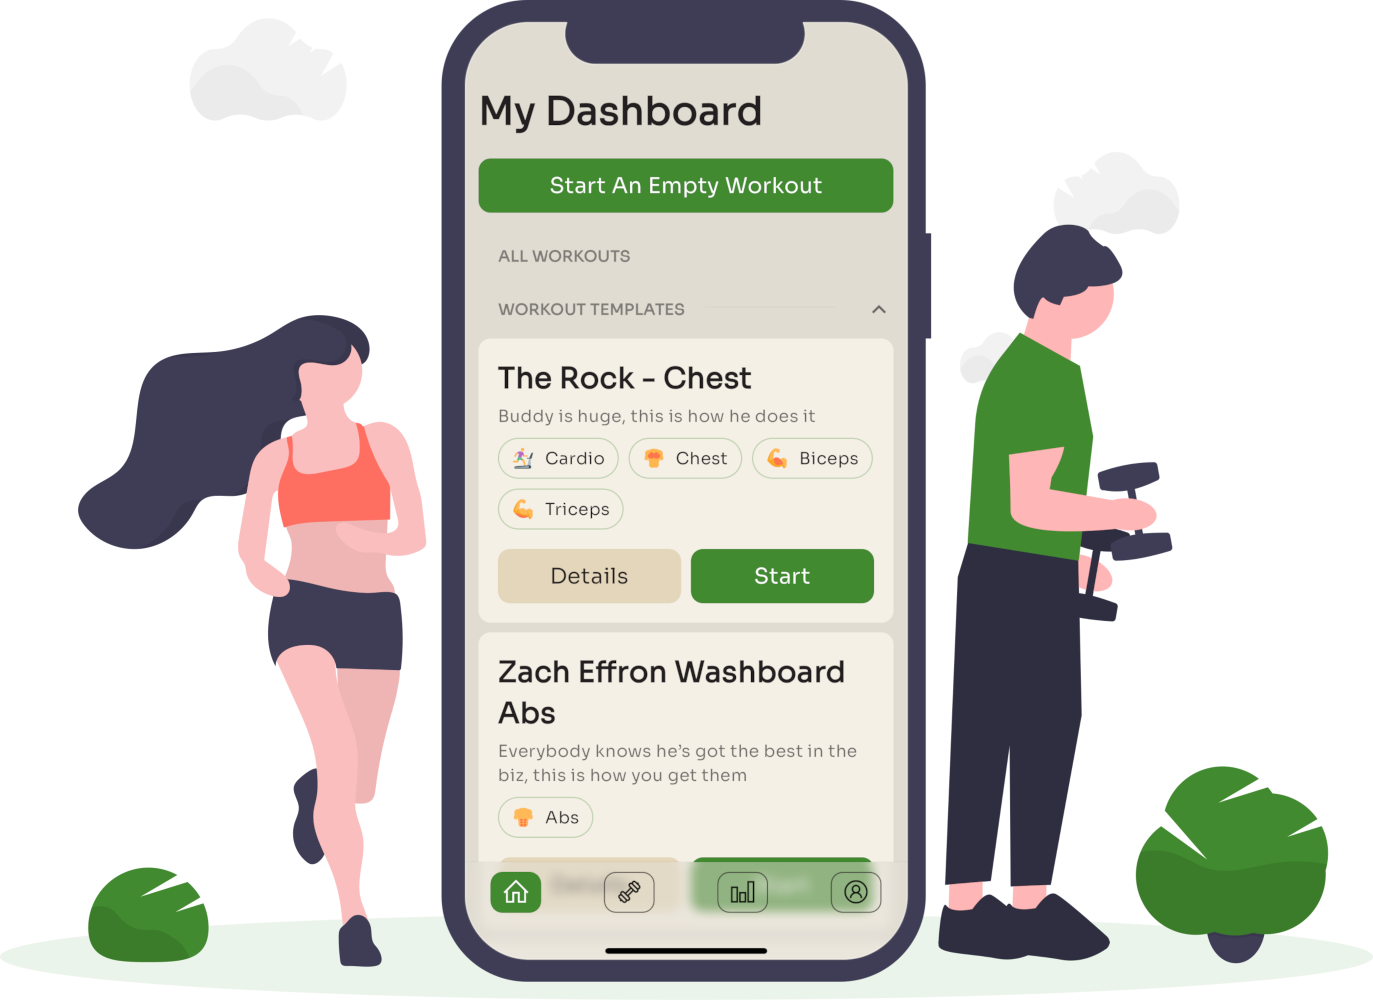 My Dashboard
Start An Empty Workout
ALL WORKOUTS
WORKOUT TEMPLATES
The Rock - Chest
Buddy is huge, this is how he does it
Cardio Chest Biceps
Triceps
Details Start
Zach Effron Washboard
Abs
Everybody knows he's got the best in the
biz, this is how you get them
Abs